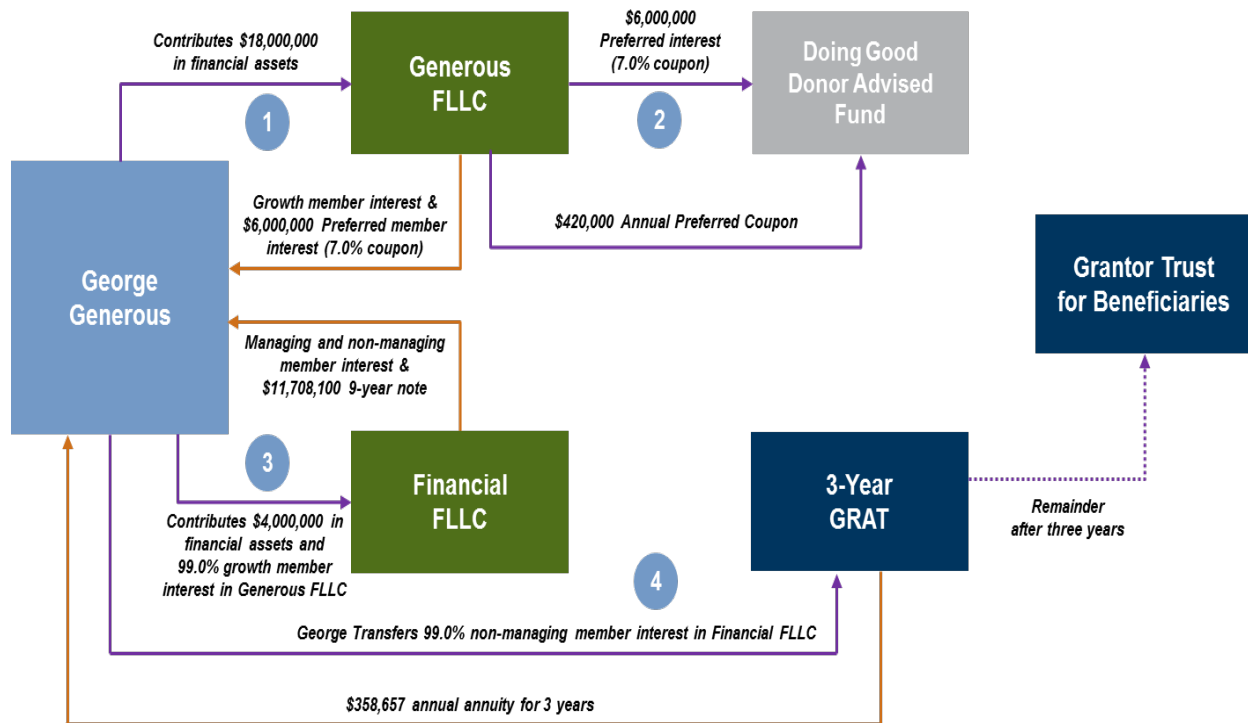 Contributes $18,000,000
in financial assets
1
Generous
FLLC
$6,000,000
Preferred interest
(7.0% coupon)
2
Doing Good
Donor Advised
Fund
Growth member interest &
$6,000,000 Preferred member
interest (7.0% coupon)
$420,000 Annual Preferred Coupon
George
Generous
Grantor Trust
for Beneficiaries
Managing and non-managing
member interest &
$11,708,100 9-year note
3
Financial
FLLC
3-Year
GRAT
Remainder
after three years
Contributes $4,000,000 in
financial assets and
99.0% growth member
interest in Generous FLLC
4
George Transfers 99.0% non-managing member interest in Financial FLLC
$358,657 annual annuity for 3 years